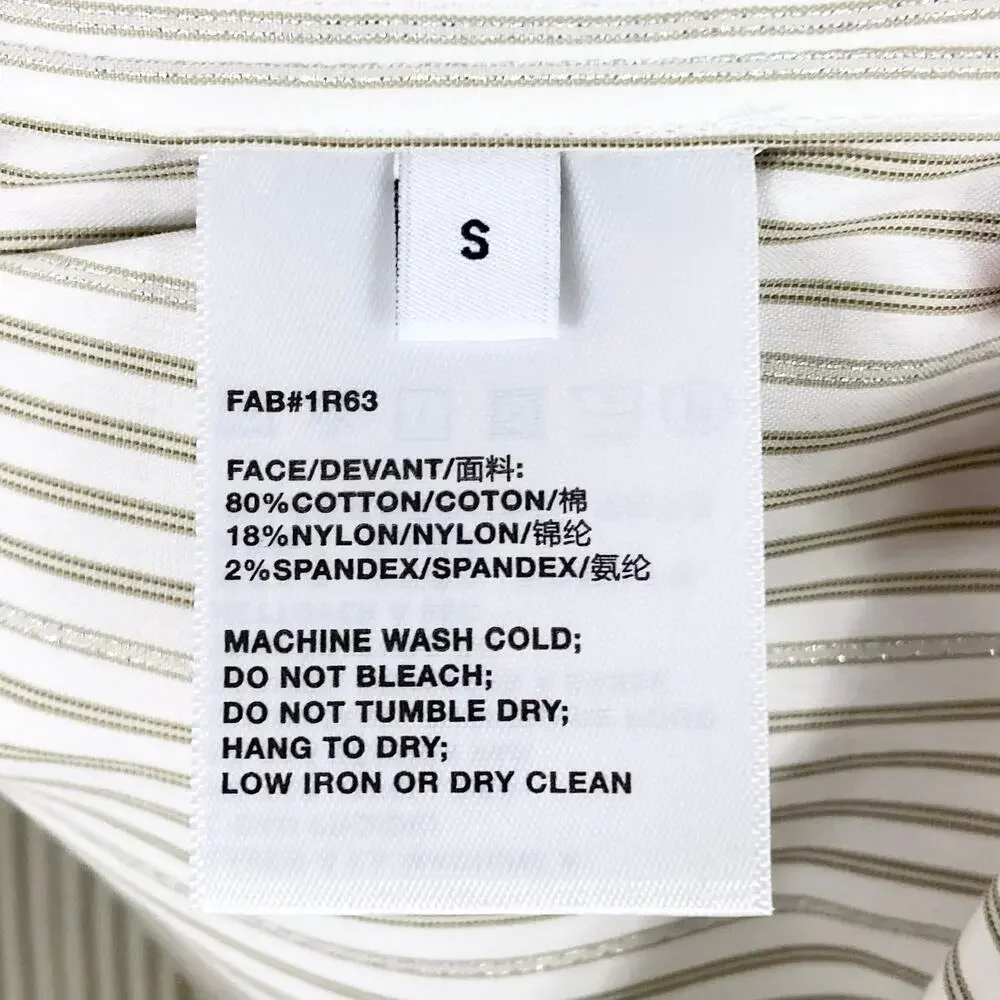 S
FAB#1R63
FACE/DEVANT/面料:
80%COTTON/COTON/棉
18%NYLON/NYLON/锦纶
2%SPANDEX/SPANDEX/氨纶
MACHINE WASH COLD;
DO NOT BLEACH;
DO NOT TUMBLE DRY;
HANG TO DRY;
LOW IRON OR DRY CLEAN